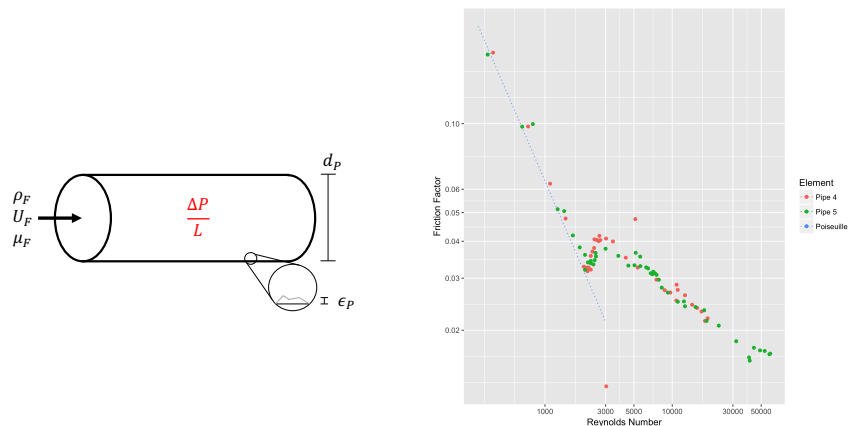 d_P
ρ_F
U_F
μ_F
ΔP
L
ϵ_P
Friction Factor
0.10
0.06
0.05
0.04
0.03
0.02
1000
3000
5000
10000
30000
50000
Reynolds Number
Element
Pipe 4
Pipe 5
Poiseuille